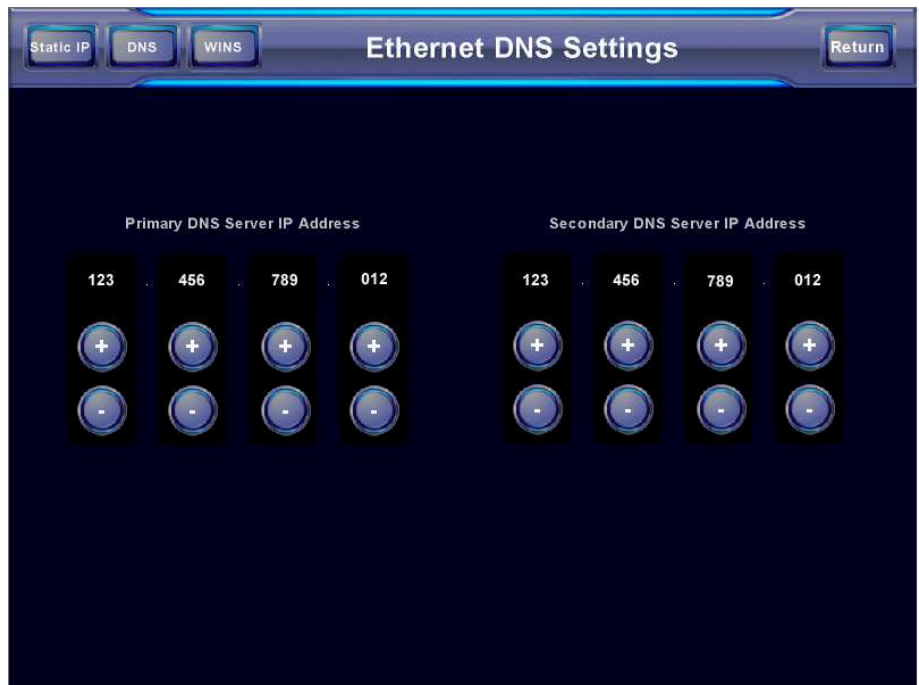 Static IP DNS WINS Ethernet DNS Settings Return
Primary DNS Server IP Address Secondary DNS Server IP Address
123 . 456 . 789 . 012 123 . 456 . 789 . 012
+ + + + + + + +
- - - - - - - -